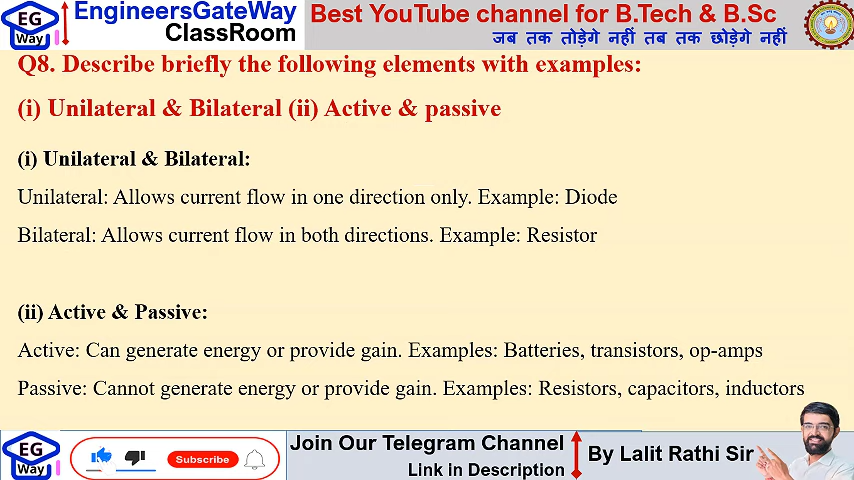 EG
Way
EngineersGateWay
ClassRoom
Best YouTube channel for B.Tech & B.Sc
जब तक तोड़ेगे नहीं तब तक छोड़ेगे नहीं
Q8. Describe briefly the following elements with examples:
(i) Unilateral & Bilateral (ii) Active & passive
(i) Unilateral & Bilateral:
Unilateral: Allows current flow in one direction only. Example: Diode
Bilateral: Allows current flow in both directions. Example: Resistor
(ii) Active & Passive:
Active: Can generate energy or provide gain. Examples: Batteries, transistors, op-amps
Passive: Cannot generate energy or provide gain. Examples: Resistors, capacitors, inductors
EG
Way
Subscribe
Join Our Telegram Channel
Link in Description
By Lalit Rathi Sir